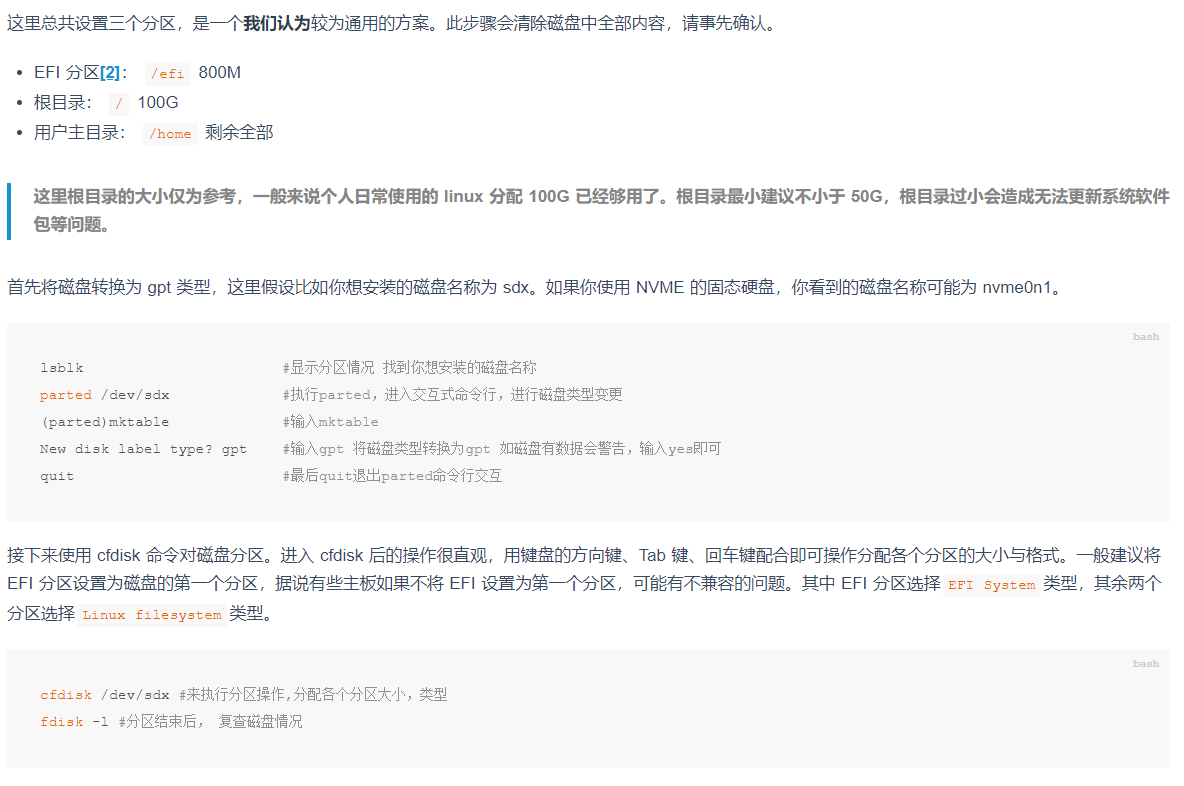 这里总共设置三个分区，是一个我们认为较为通用的方案。此步骤会清除磁盘中全部内容，请事先确认。
• EFI 分区[2]： /efi 800M
• 根目录： / 100G
• 用户主目录： /home 剩余全部
这里根目录的大小仅为参考，一般来说个人日常使用的 linux 分配 100G 已经够用了。根目录最小建议不小于 50G，根目录过小会造成无法更新系统软件
包等问题。
首先将磁盘转换为 gpt 类型，这里假设比如你想安装的磁盘名称为 sdx。如果你使用 NVME 的固态硬盘，你看到的磁盘名称可能为 nvme0n1。
bash
lsblk #显示分区情况 找到你想安装的磁盘名称
parted /dev/sdx #执行parted，进入交互式命令行，进行磁盘类型变更
(parted)mktable #输入mktable
New disk label type? gpt #输入gpt 将磁盘类型转换为gpt 如磁盘有数据会警告，输入yes即可
quit #最后quit退出parted命令行交互
接下来使用 cfdisk 命令对磁盘分区。进入 cfdisk 后的操作很直观，用键盘的方向键、Tab 键、回车键配合即可操作分配各个分区的大小与格式。一般建议将
EFI 分区设置为磁盘的第一个分区，据说有些主板如果不将 EFI 设置为第一个分区，可能有不兼容的问题。其中 EFI 分区选择 EFI System 类型，其余两个
分区选择 Linux filesystem 类型。
bash
cfdisk /dev/sdx #来执行分区操作,分配各个分区大小，类型
fdisk -l #分区结束后， 复查磁盘情况